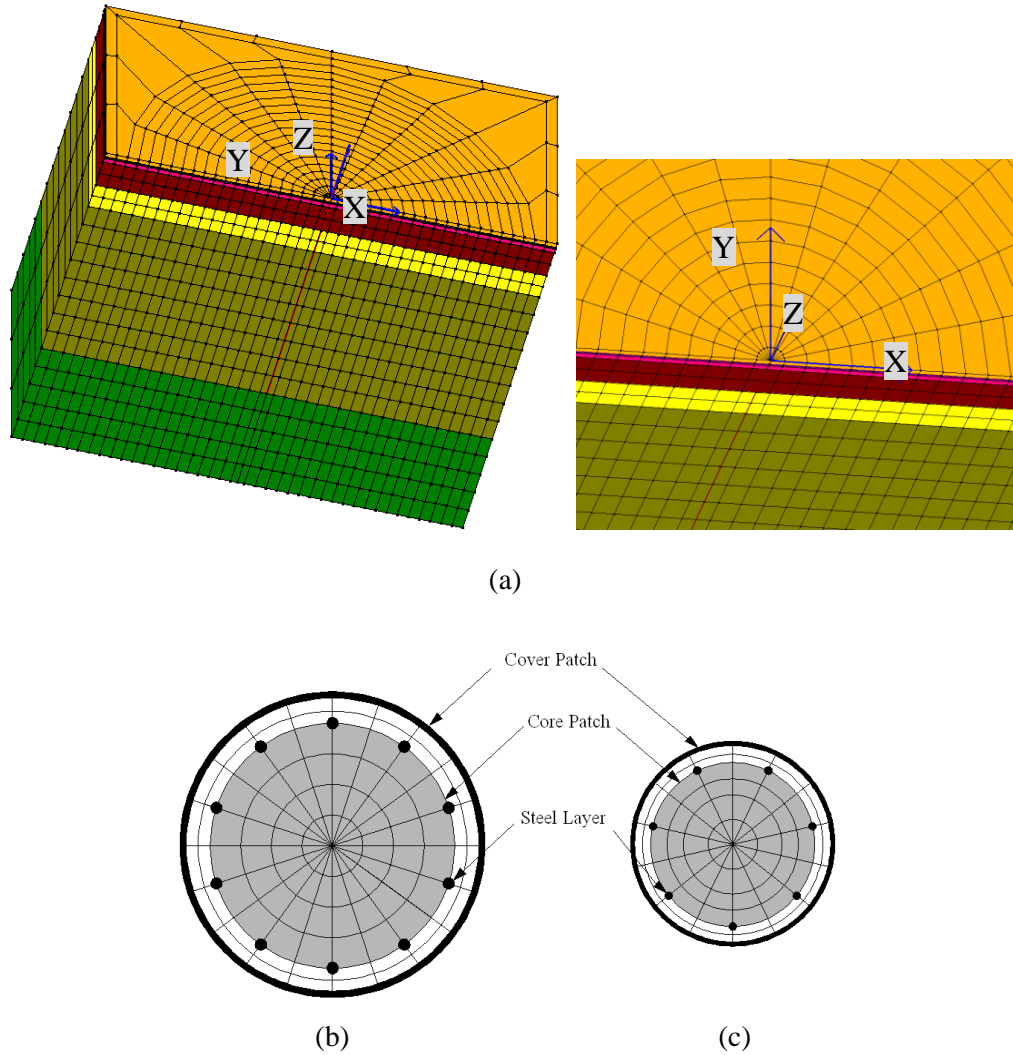 Z
Y
X
Y
Z
X
(a)
Cover Patch
Core Patch
Steel Layer
(b)
(c)